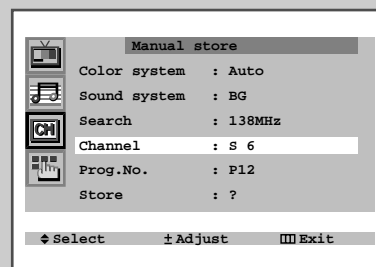 Manual store
Color system : Auto
Sound system : BG
Search : 138MHz
CH
Channel : S 6
Prog.No. : P12
Store : ?
Select ± Adjust Exit